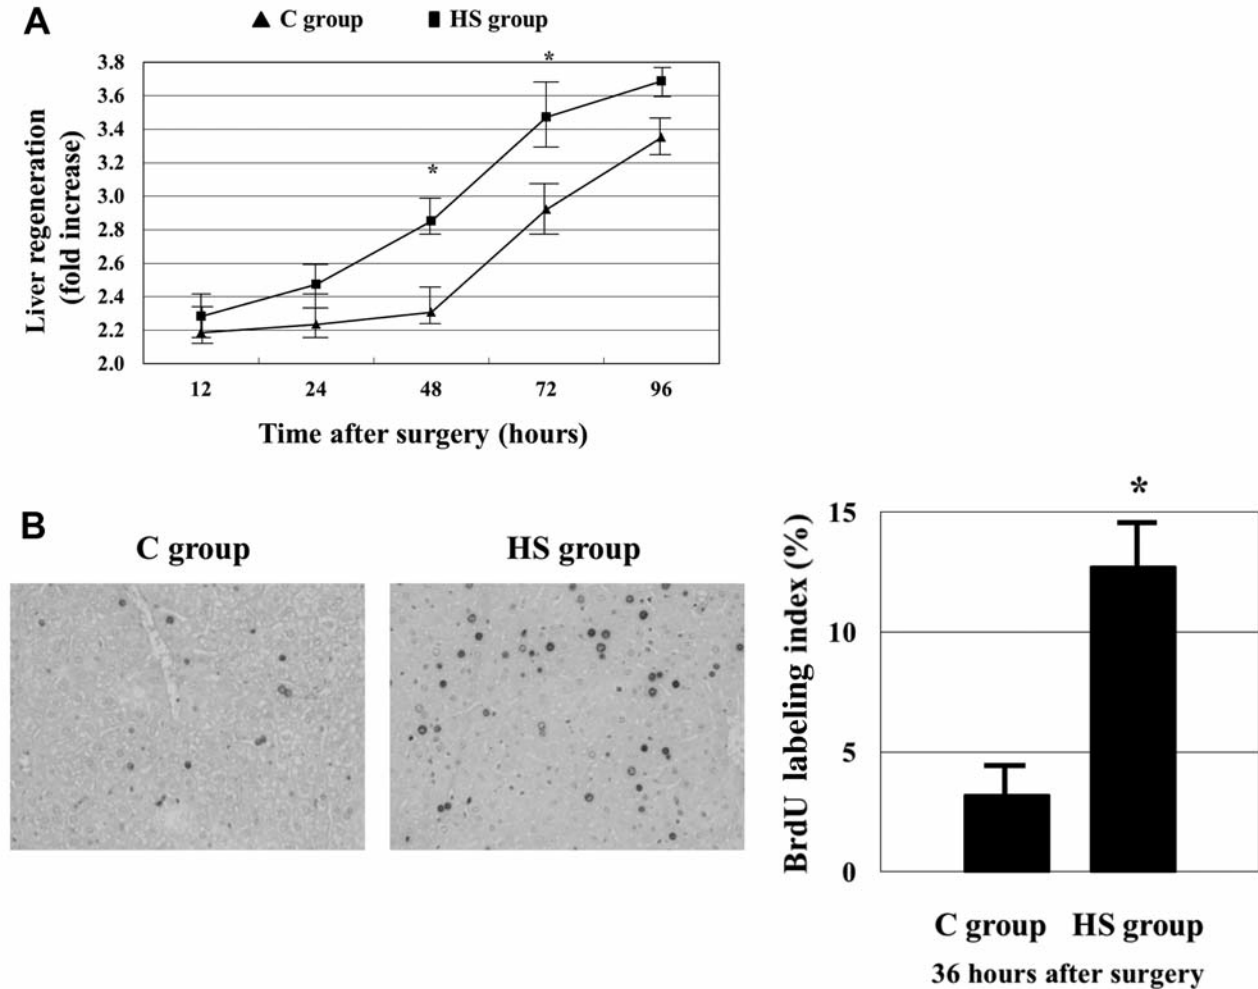 A
▲ C group ■ HS group
Liver regeneration
(fold increase)
3.8
3.6
3.4
3.2
3.0
2.8
2.6
2.4
2.2
2.0
*
*
12 24 48 72 96
Time after surgery (hours)
B
C group HS group
BrdU labeling index (%)
15
10
5
0
*
C group HS group
36 hours after surgery